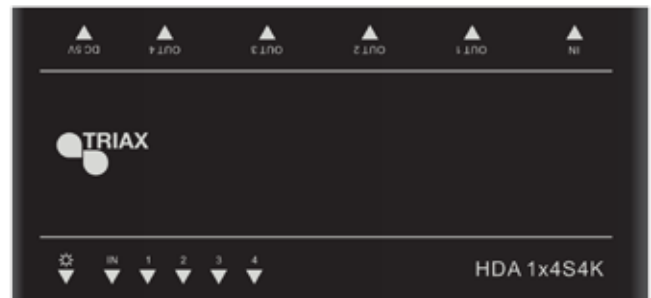 DC 5V OUT 4 OUT 3 OUT 2 OUT 1 IN
TRIAX
IN 1 2 3 4
HDA 1x4S4K